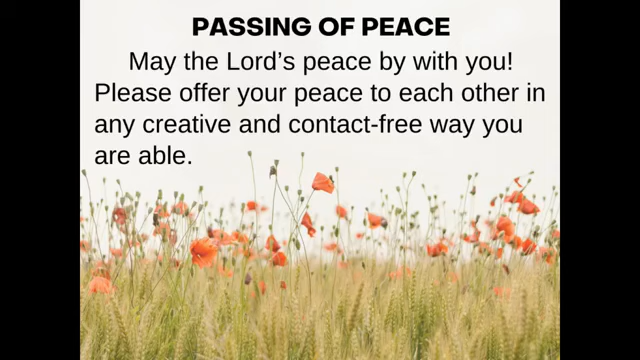 PASSING OF PEACE
May the Lord’s peace by with you!
Please offer your peace to each other in
any creative and contact-free way you
are able.